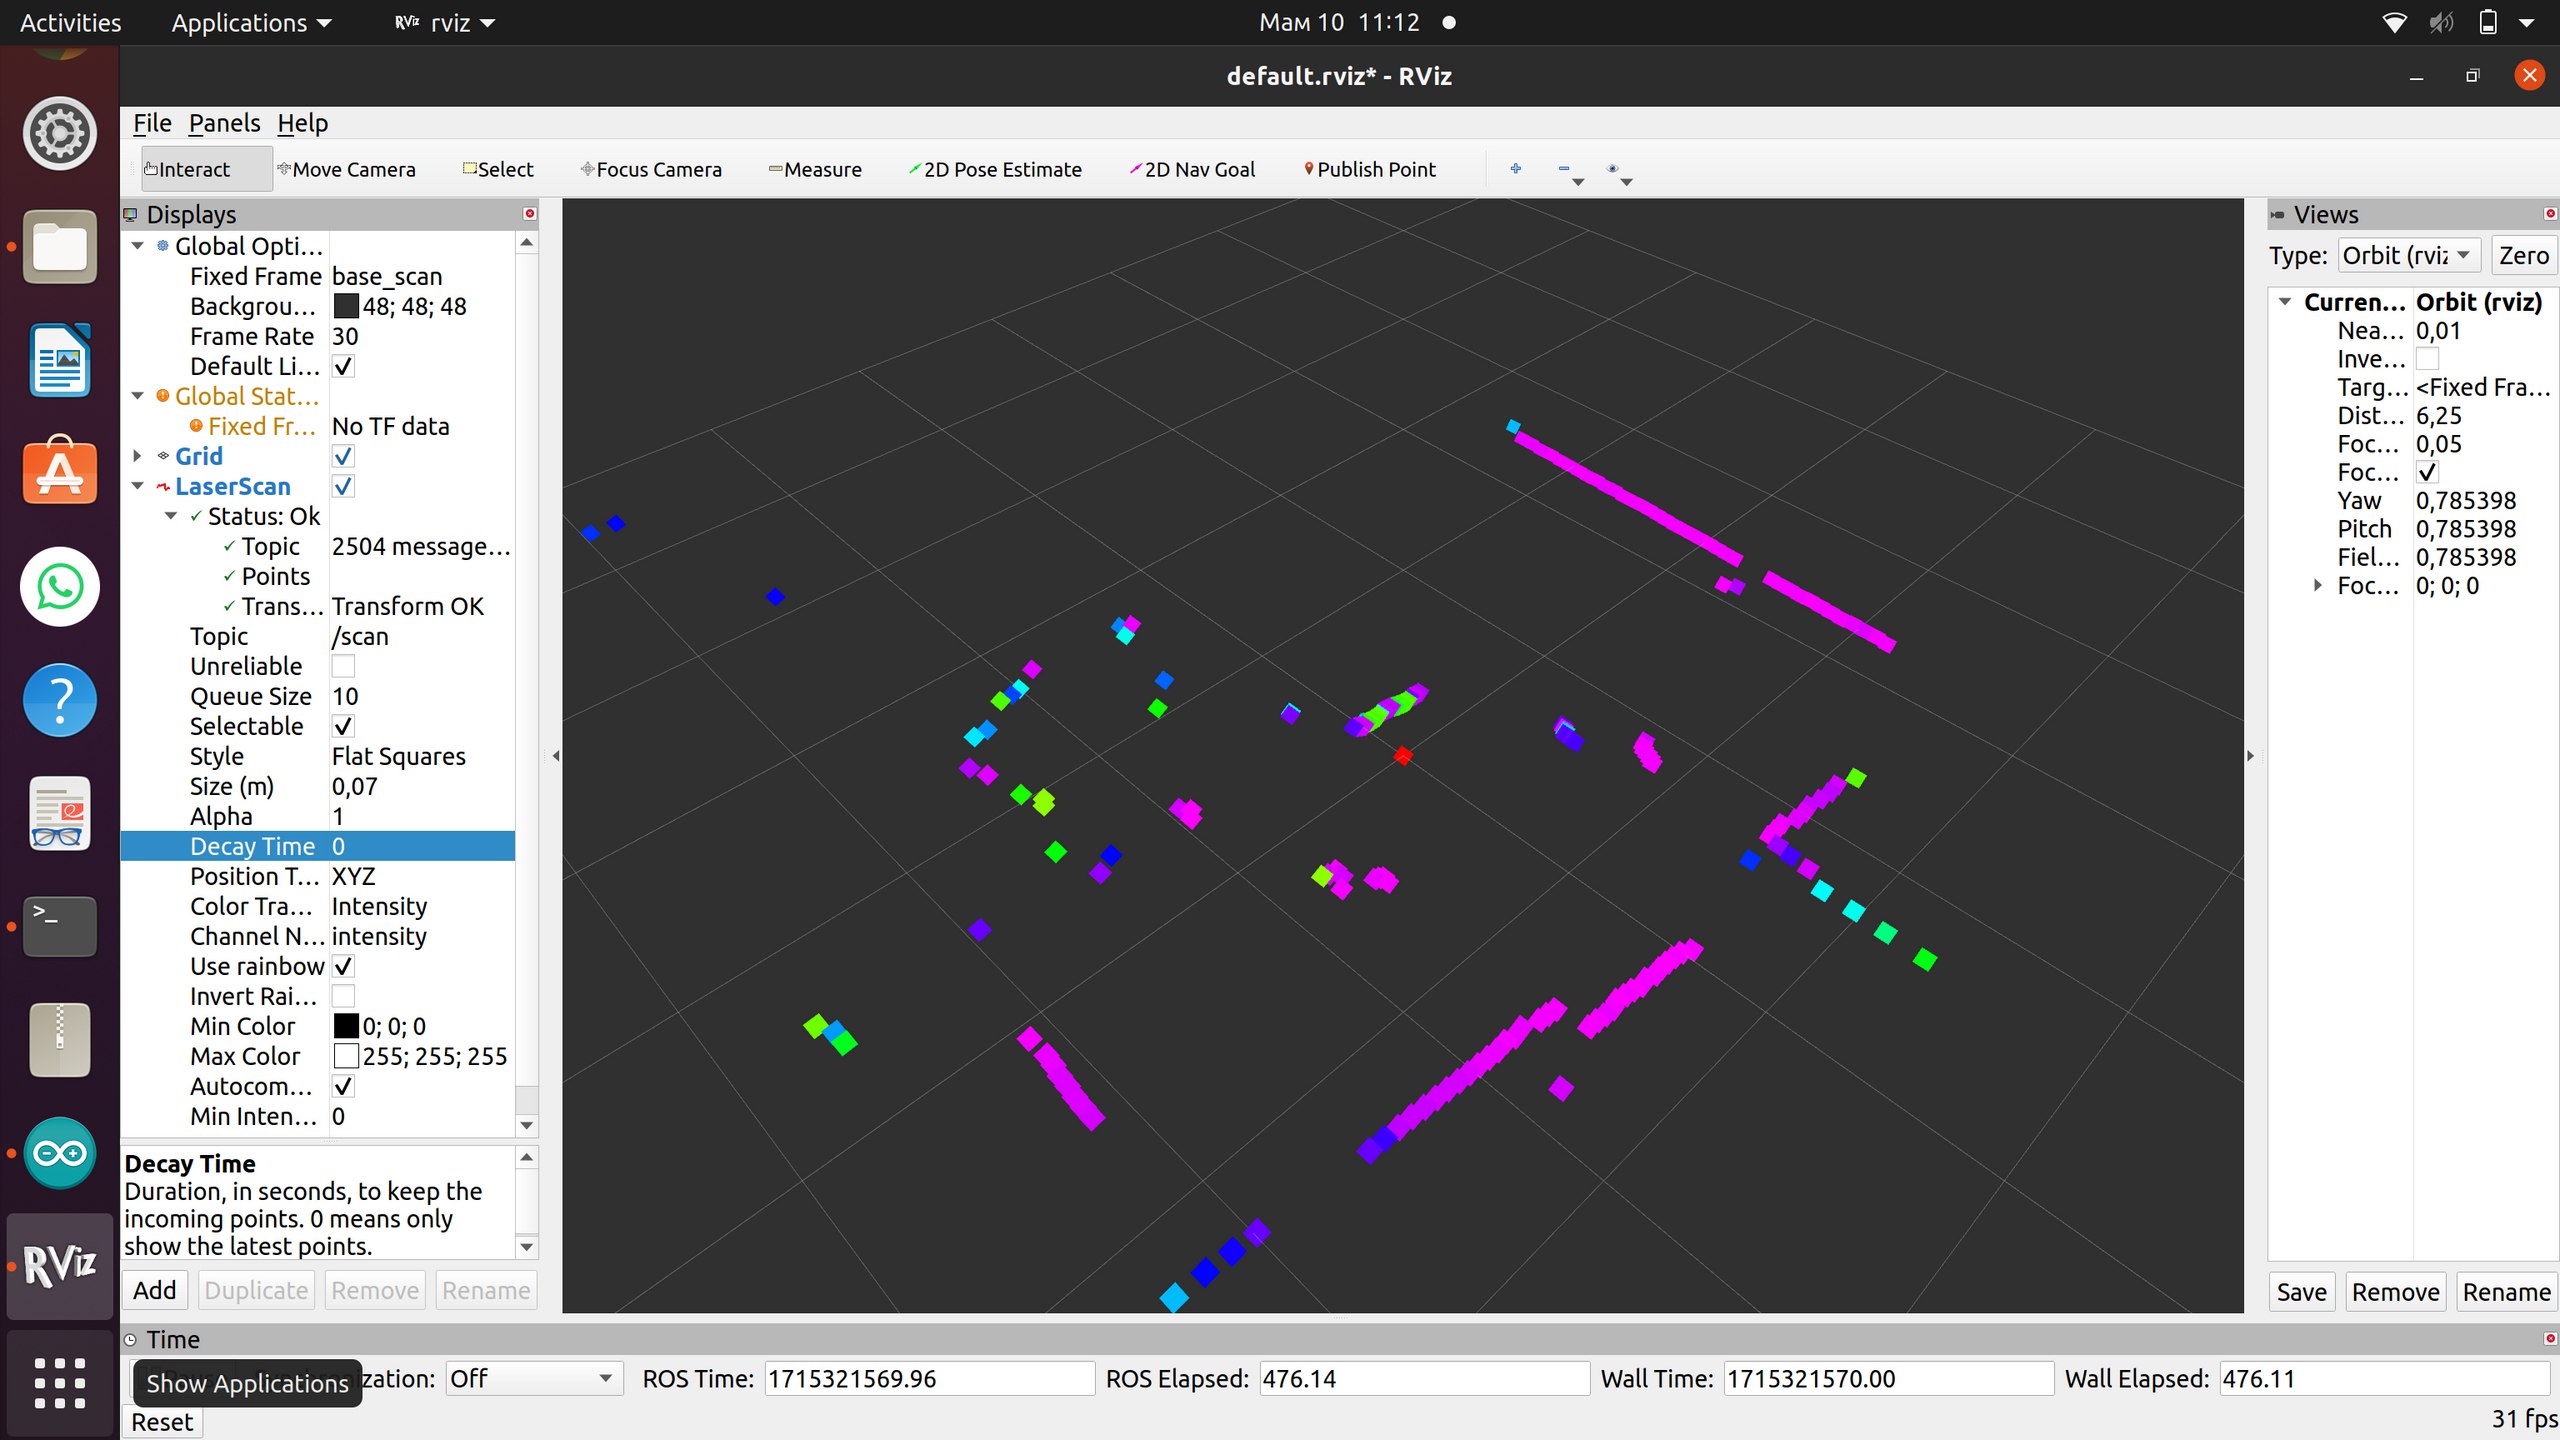 Activities Applications rviz Мам 10 11:12
default.rviz* - RViz
File Panels Help
Interact Move Camera Select Focus Camera Measure 2D Pose Estimate 2D Nav Goal Publish Point
Displays
Global Opti...
Fixed Frame base_scan
Backgrou... 48; 48; 48
Frame Rate 30
Default Li...
Global Stat...
Fixed Fr... No TF data
Grid
LaserScan
Status: Ok
Topic 2504 message...
Points
Trans... Transform OK
Topic /scan
Unreliable
Queue Size 10
Selectable
Style Flat Squares
Size (m) 0,07
Alpha 1
Decay Time 0
Position T... XYZ
Color Tra... Intensity
Channel N... intensity
Use rainbow
Invert Rai...
Min Color 0; 0; 0
Max Color 255; 255; 255
Autocom...
Min Inten... 0
Decay Time
Duration, in seconds, to keep the
incoming points. 0 means only
show the latest points.
Add Duplicate Remove Rename
Views
Type: Orbit (rviz Zero
Curren... Orbit (rviz)
Nea... 0,01
Inve...
Targ... <Fixed Fra...
Dist... 6,25
Foc... 0,05
Foc...
Yaw 0,785398
Pitch 0,785398
Fiel... 0,785398
Foc... 0; 0; 0
Save Remove Rename
RViz
Time
Show Applications zation: Off ROS Time: 1715321569.96 ROS Elapsed: 476.14 Wall Time: 1715321570.00 Wall Elapsed: 476.11
Reset 31 fps